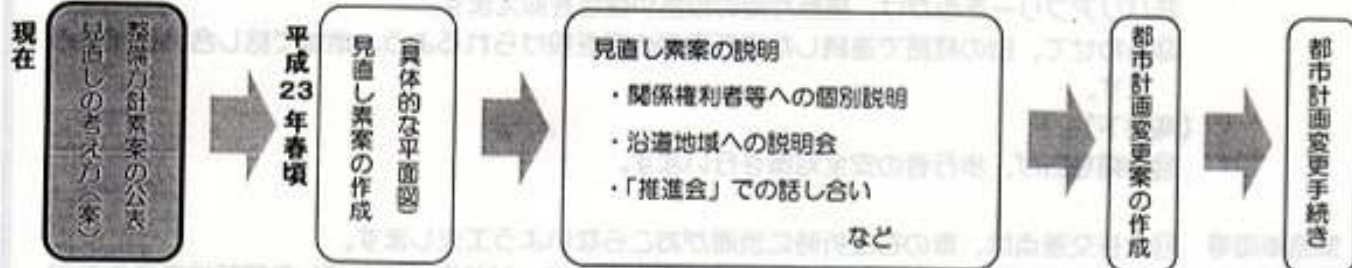 現在
整備方針素案の公表
見直しの考え方（案）
平成23年春頃
見直し素案の作成
（具体的な平面図）
見直し素案の説明
・関係権利者等への個別説明
・沿道地域への説明会
・「推進会」での話し合い
など
都市計画変更案の作成
都市計画変更手続き